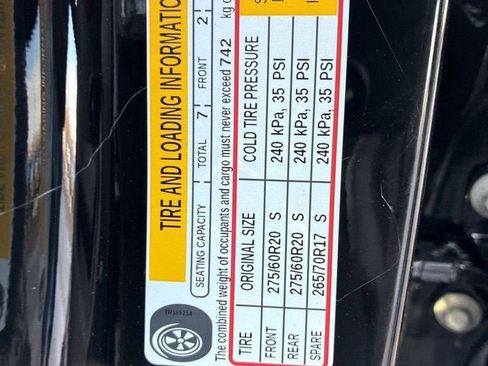 TIRE AND LOADING INFORMATION
SEATING CAPACITY TOTAL 7 FRONT 2
The combined weight of occupants and cargo must never exceed 742 kg o
TIRE ORIGINAL SIZE COLD TIRE PRESSURE
FRONT 275/60R20 S 240 kPa, 35 PSI
REAR 275/60R20 S 240 kPa, 35 PSI
SPARE 265/70R17 S 240 kPa, 35 PSI